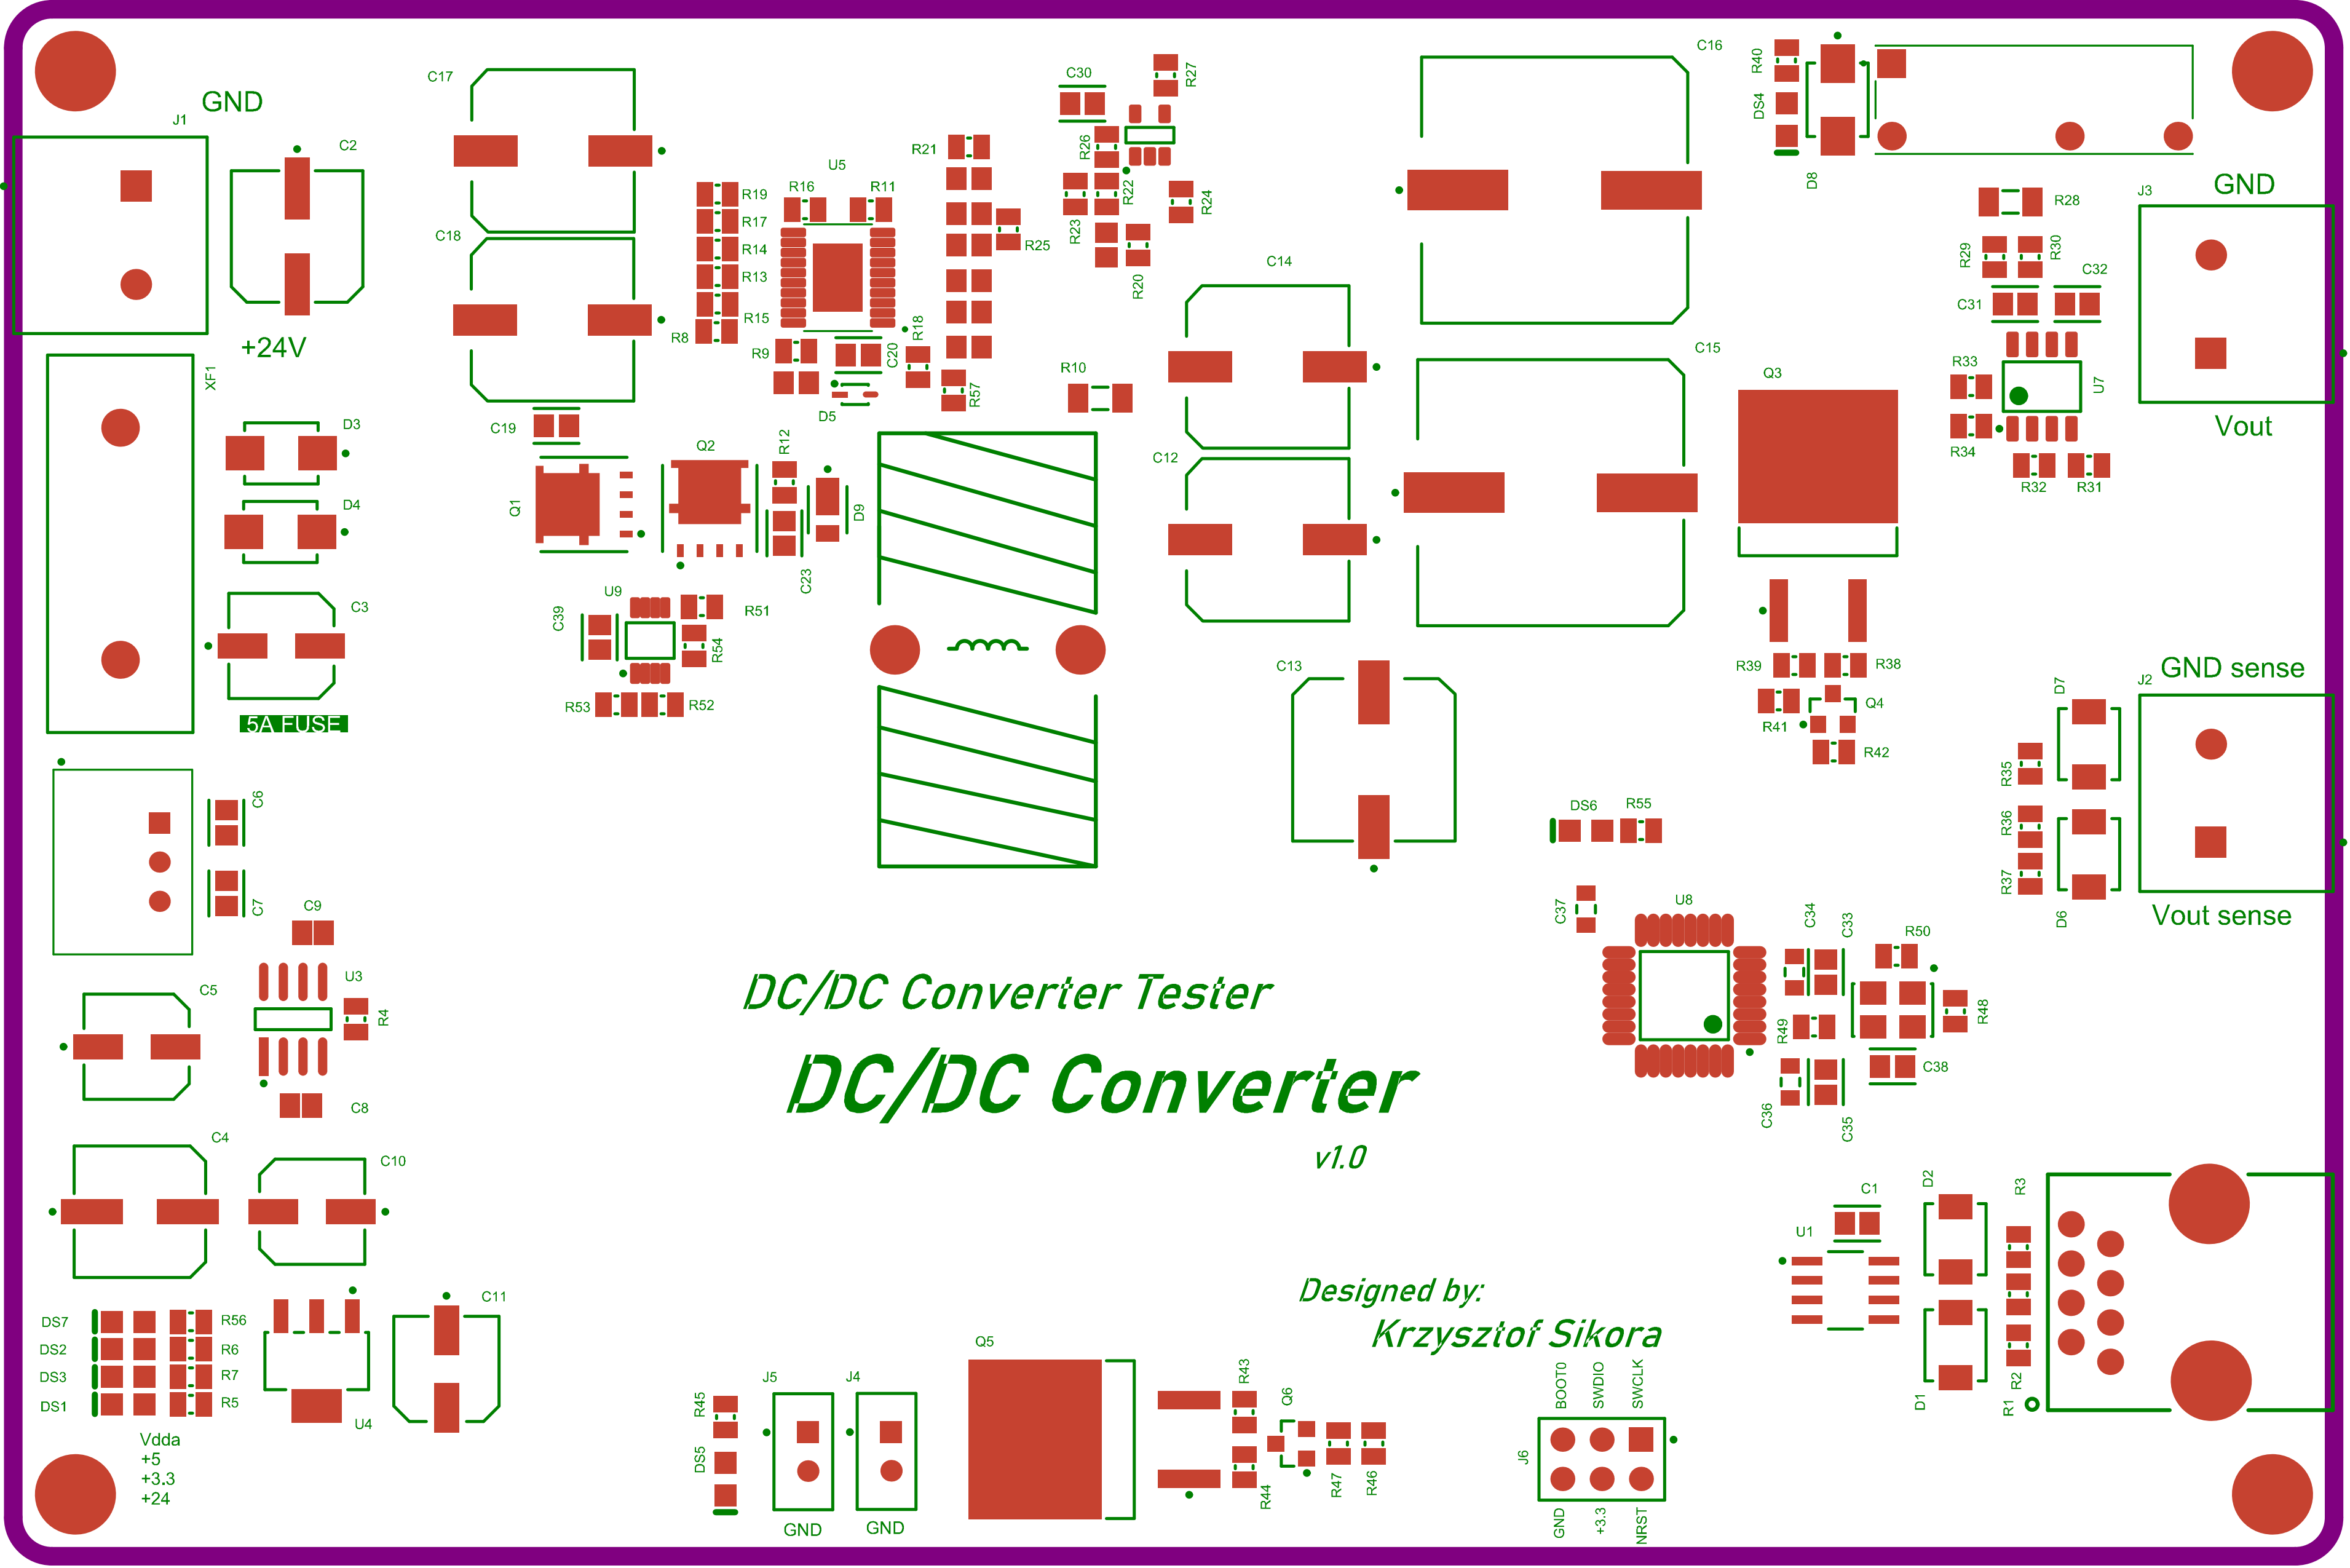 GND
J1
C2
+24V
XF1
D3
D4
C3
5A FUSE
C17
C18
C19
U5
R16
R11
R19
R17
R14
R13
R15
R8
R9
C20
R18
D5
R57
R21
R25
C30
R27
R26
R22
R23
R24
R20
R10
C14
C12
C16
C15
C13
R40
DS4
D8
J3
GND
R28
R29
R30
C32
C31
R33
U7
R34
R32
R31
Vout
Q3
Q1
Q2
R12
D9
C23
U9
C39
R51
R54
R53
R52
R39
R38
R41
Q4
R42
D7
J2
GND sense
R35
R36
R37
D6
Vout sense
DS6
R55
C6
C7
C9
U3
R4
C5
C8
C4
C10
C37
U8
C34
C33
R50
R48
R49
C38
C36
C35
DC/DC Converter Tester
DC/DC Converter
v1.0
C1
U1
D2
R3
D1
R2
R1
Designed by:
Krzysztof Sikora
C11
DS7
R56
DS2
R6
DS3
R7
DS1
R5
U4
Vdda
+5
+3.3
+24
R45
DS5
J5
J4
GND
GND
Q5
R43
Q6
R44
R47
R46
BOOT0
SWDIO
SWCLK
J6
GND
+3.3
NRST